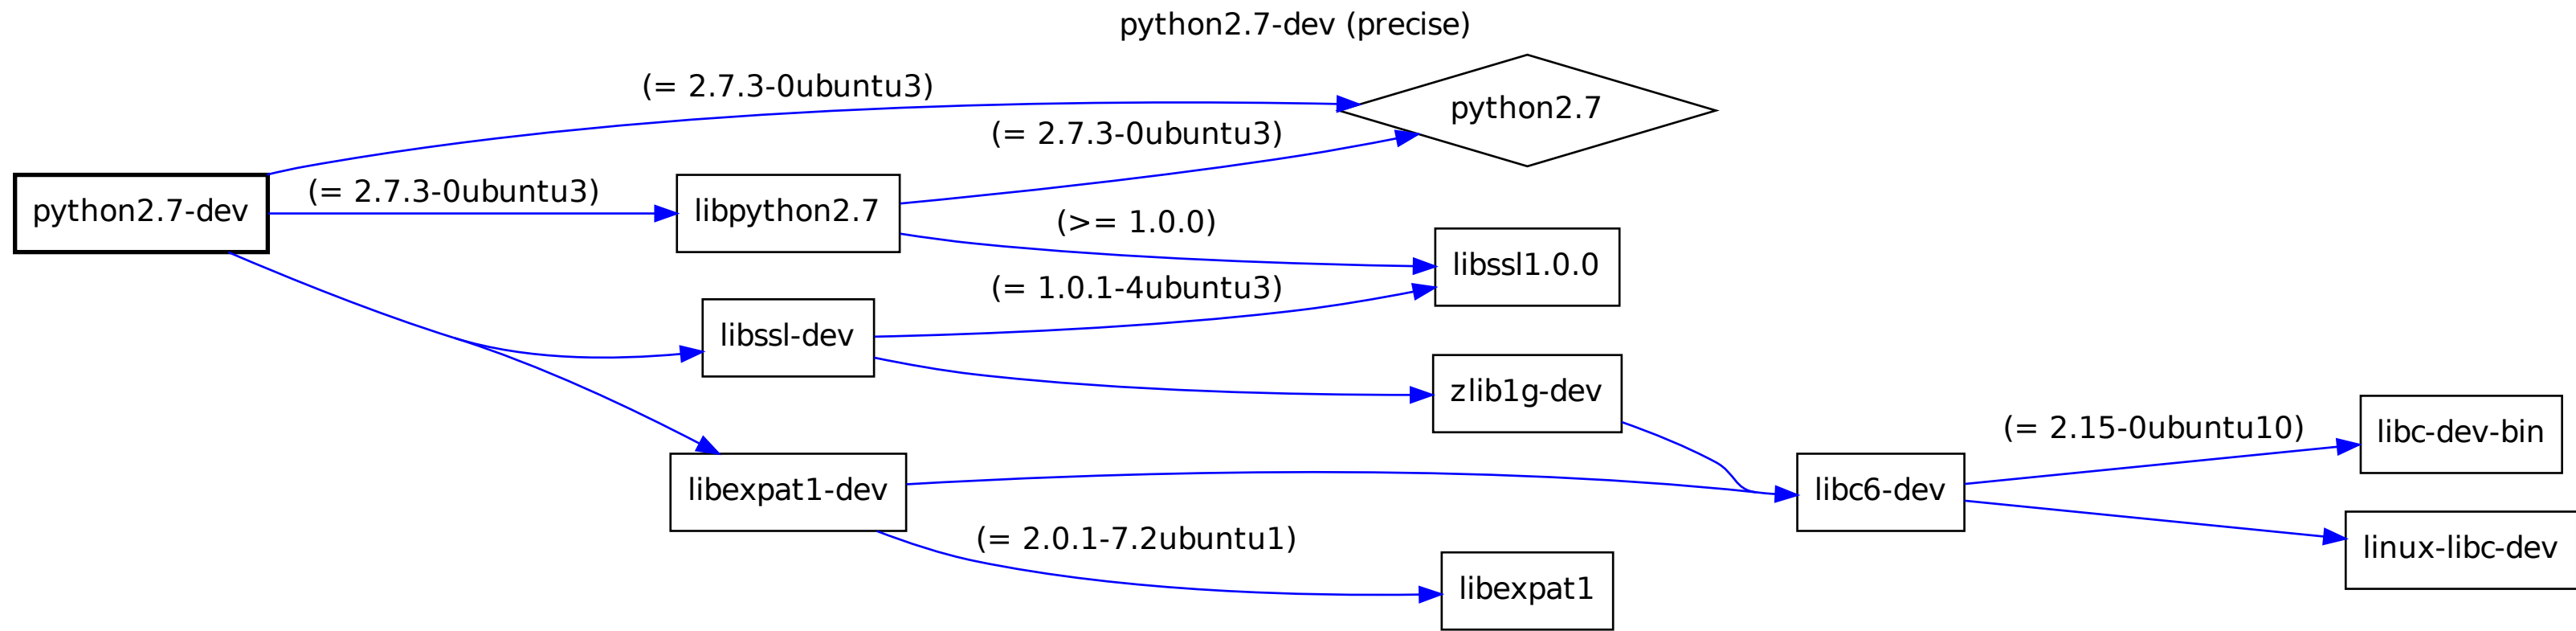 python2.7-dev (precise)
(= 2.7.3-0ubuntu3)
python2.7
(= 2.7.3-0ubuntu3)
python2.7-dev
(= 2.7.3-0ubuntu3)
libpython2.7
(>= 1.0.0)
libssl1.0.0
(= 1.0.1-4ubuntu3)
libssl-dev
zlib1g-dev
(= 2.15-0ubuntu10)
libc-dev-bin
libexpat1-dev
libc6-dev
(= 2.0.1-7.2ubuntu1)
linux-libc-dev
libexpat1